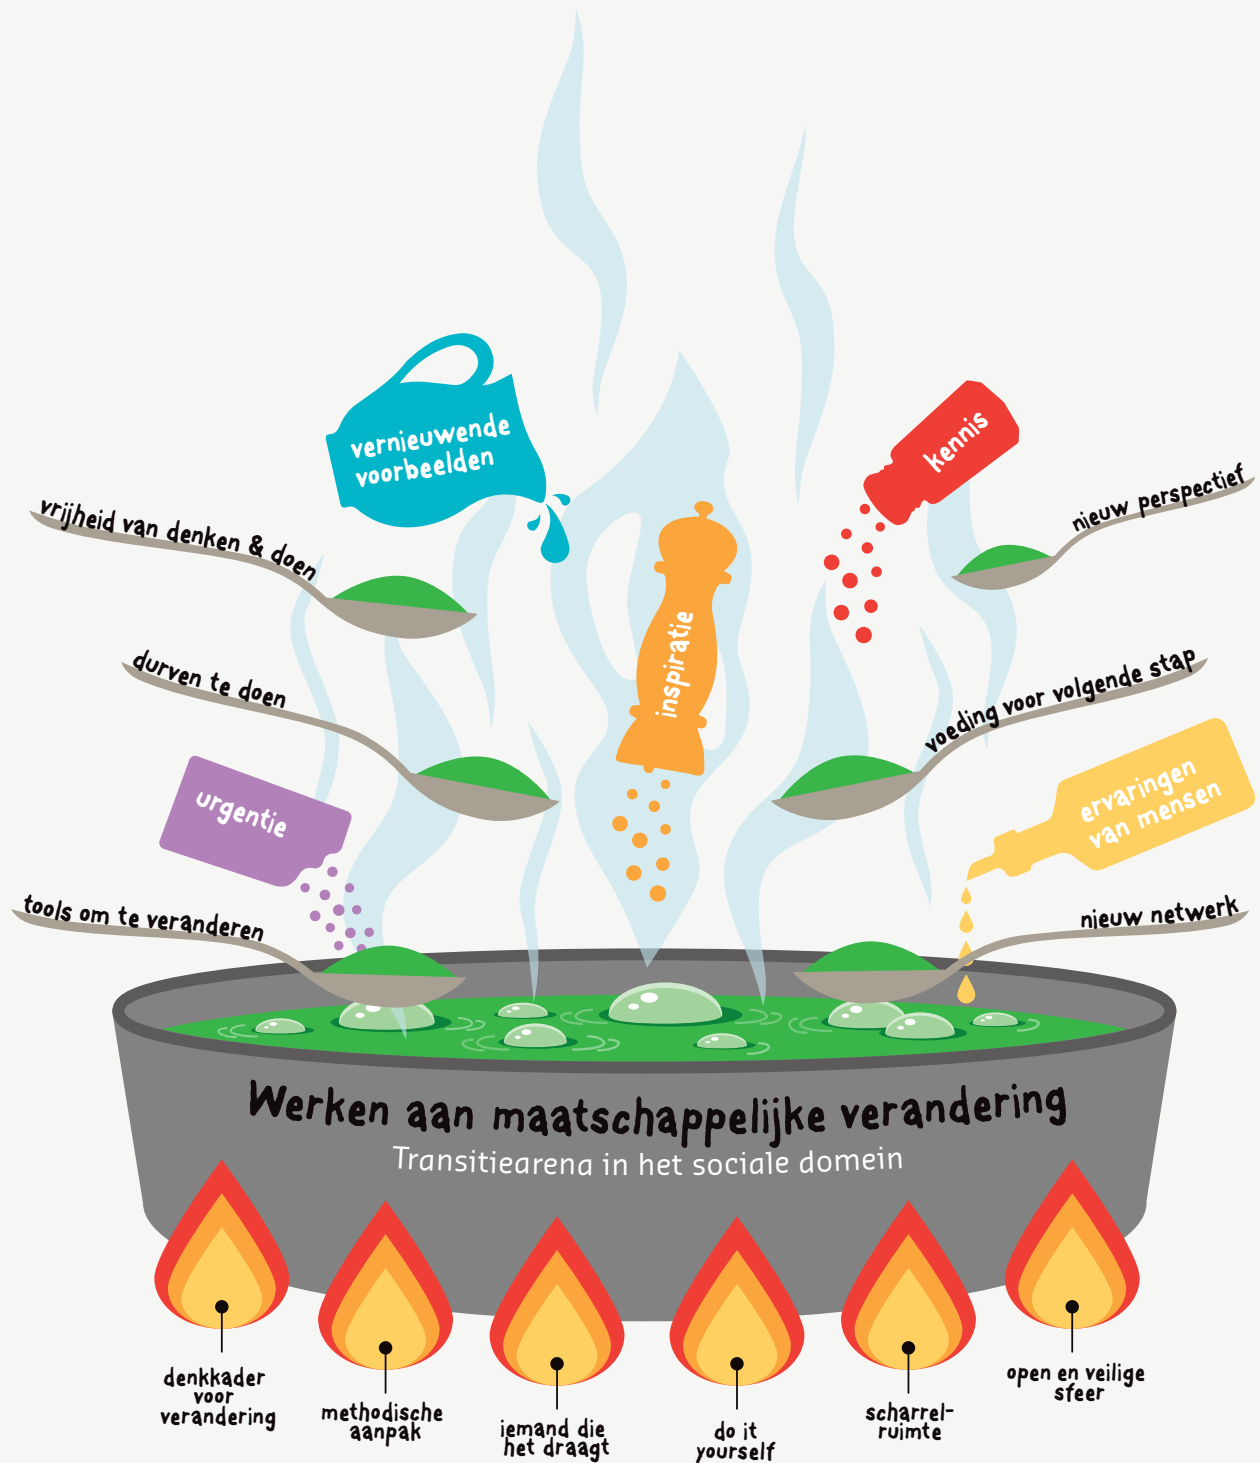 vernieuwende
voorbeelden
kennis
nieuw perspectief
vrijheid van denken & doen
inspiratie
durven te doen
voeding voor volgende stap
urgentie
ervaringen
van mensen
tools om te veranderen
nieuw netwerk
Werken aan maatschappelijke verandering
Transitiearena in het sociale domein
denkkader
voor
verandering
methodische
aanpak
iemand die
het draagt
do it
yourself
scharrel-
ruimte
open en veilige
sfeer